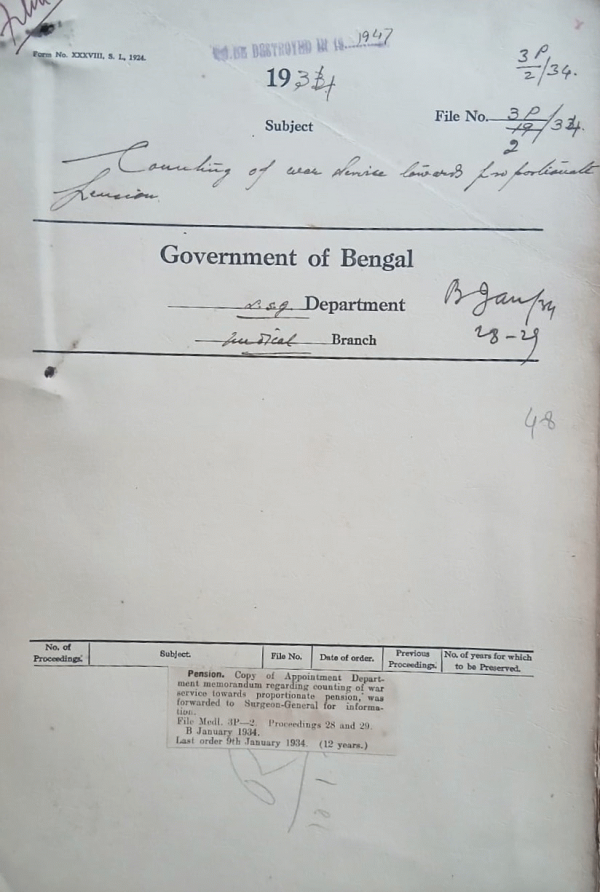 Form No. XXXVIII, S. I., 1924.
TO BE DESTROYED IN 19 1947
3P/2/34.
1934
File No. 3P/2/34.
Subject
Counting of war service towards proportionate
pension
Government of Bengal
L.S.G Department
Medical Branch
B Jan/34
28-29
48
No. of Proceedings. Subject. File No. Date of order. Previous Proceedings. No. of years for which to be Preserved.
Pension. Copy of Appointment Depart-
ment memorandum regarding counting of war
service towards proportionate pension, was
forwarded to Surgeon-General for informa-
tion.
File Medl. 3P—2. Proceedings 28 and 29.
B January 1934.
Last order 9th January 1934. (12 years.)